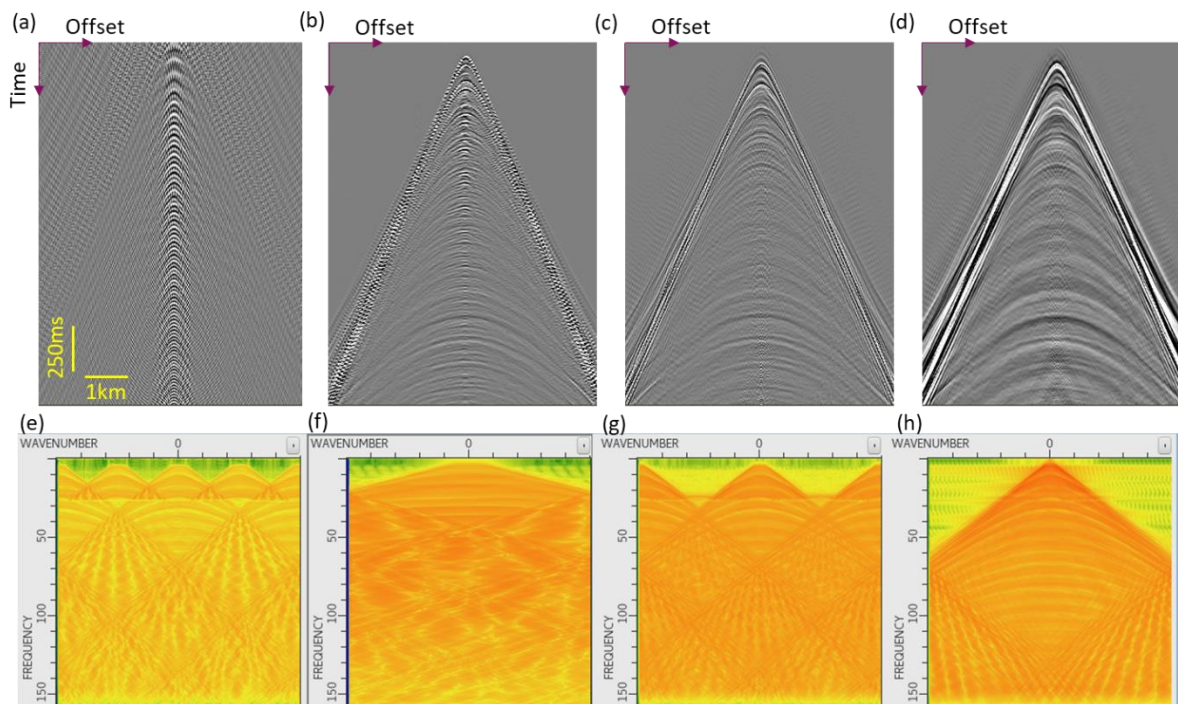 (a) Offset
(b) Offset
(c) Offset
(d) Offset
Time
250ms
1km
(e)
(f)
(g)
(h)
WAVENUMBER 0
WAVENUMBER 0
WAVENUMBER 0
WAVENUMBER 0
50
50
50
50
100
100
100
100
FREQUENCY
FREQUENCY
FREQUENCY
FREQUENCY
150
150
150
150